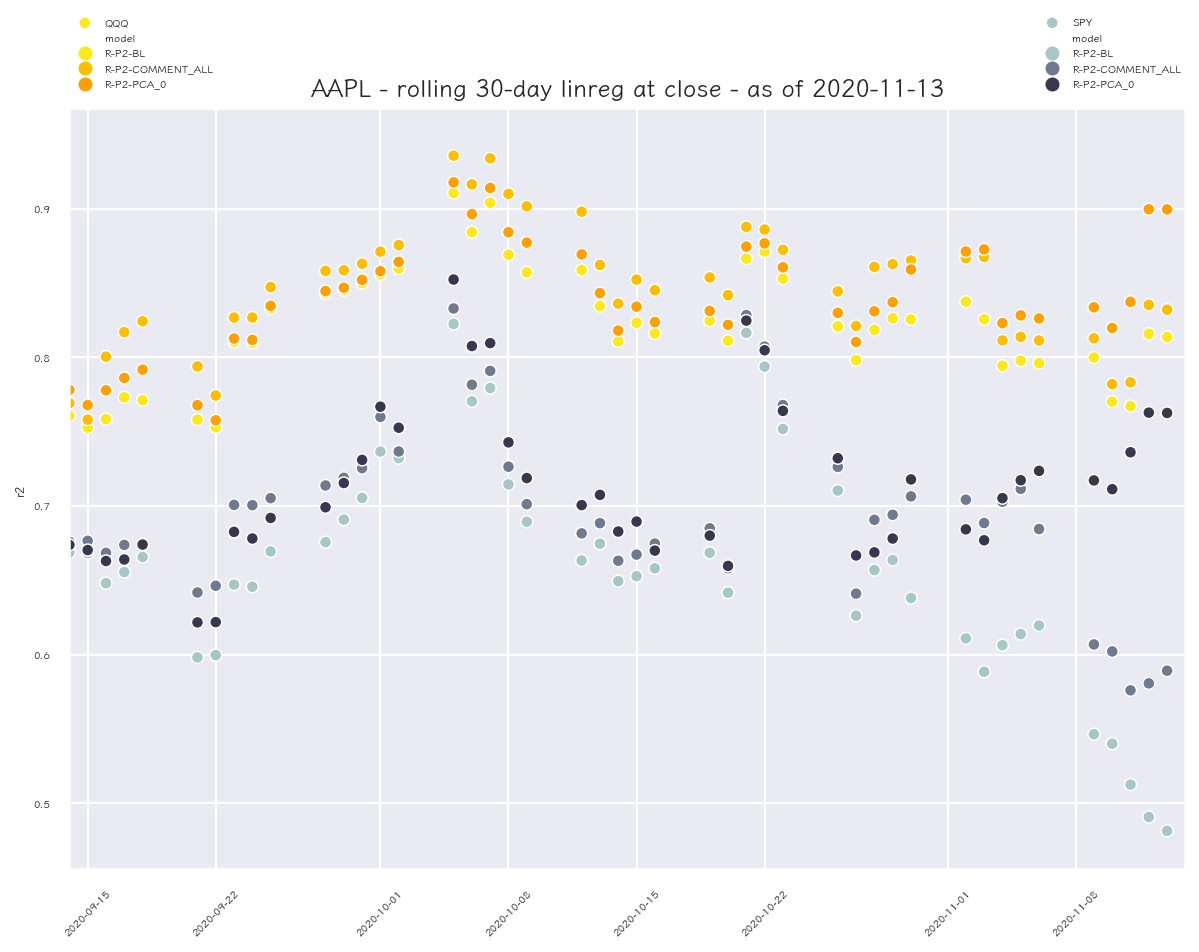 QQQ
model
R-P2-BL
R-P2-COMMENT_ALL
R-P2-PCA_0
SPY
model
R-P2-BL
R-P2-COMMENT_ALL
R-P2-PCA_0
AAPL - rolling 30-day linreg at close - as of 2020-11-13
0.9
0.8
0.7
0.6
0.5
r2
2020-09-15
2020-09-22
2020-10-01
2020-10-08
2020-10-15
2020-10-22
2020-11-01
2020-11-08